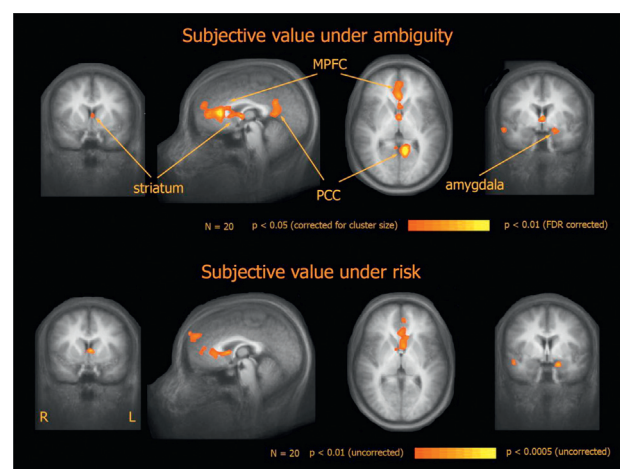 Subjective value under ambiguity
MPFC
striatum
PCC
amygdala
N = 20 p < 0.05 (corrected for cluster size) p < 0.01 (FDR corrected)
Subjective value under risk
R L
N = 20 p < 0.01 (uncorrected) p < 0.0005 (uncorrected)